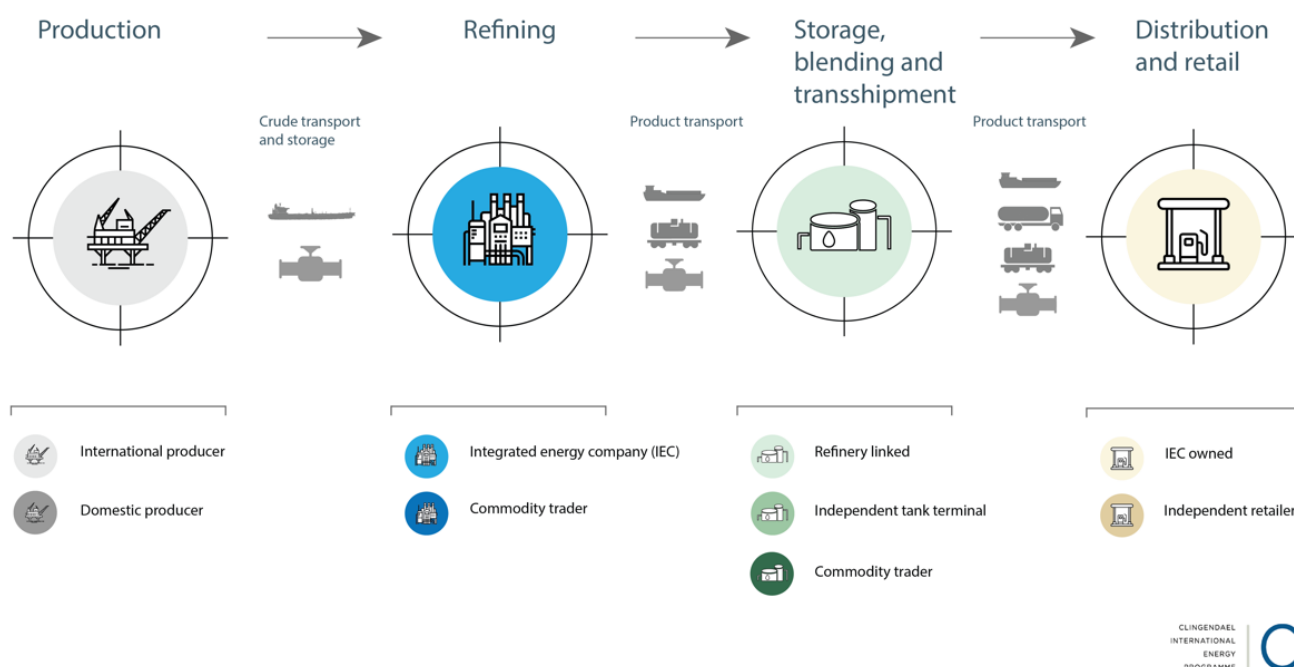 Production
Refining
Storage,
blending and
transshipment
Distribution
and retail
Crude transport
and storage
Product transport
Product transport
International producer
Domestic producer
Integrated energy company (IEC)
Commodity trader
Refinery linked
Independent tank terminal
Commodity trader
IEC owned
Independent retailer
CLINGENDAEL
INTERNATIONAL
ENERGY
PROGRAMME